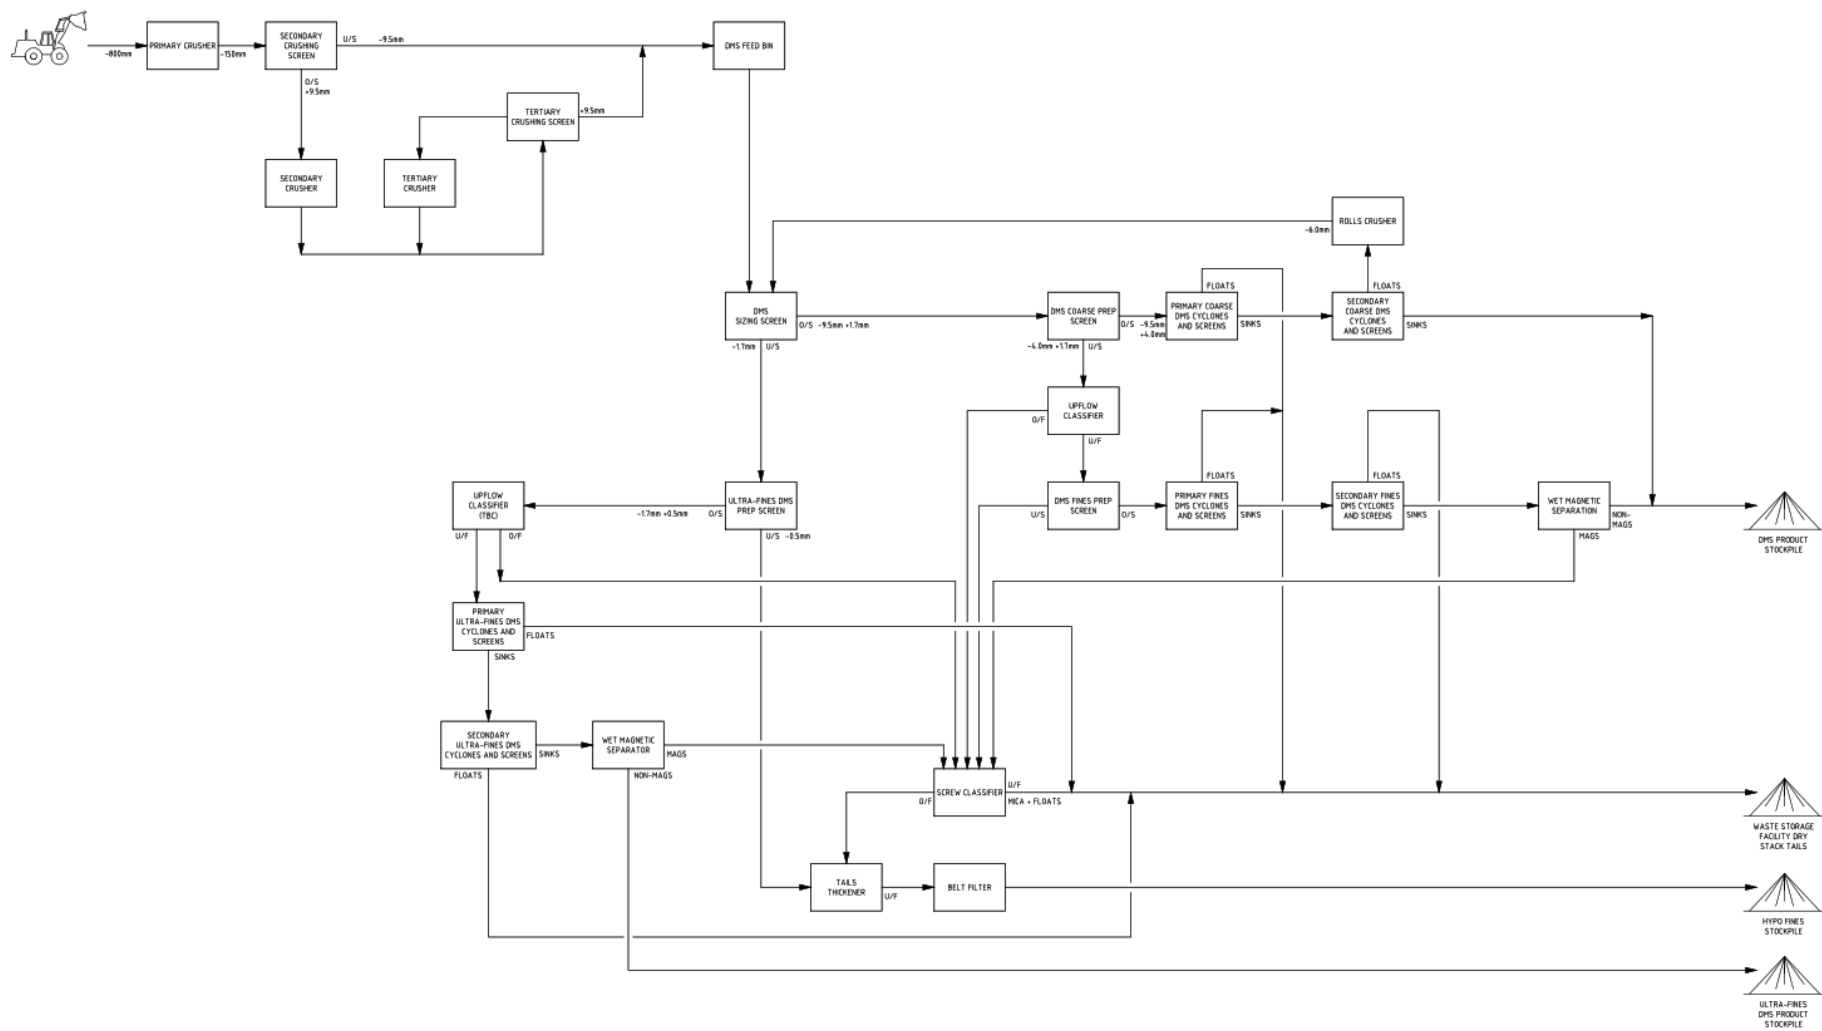 SECONDARY
CRUSHING
SCREEN
PRIMARY CRUSHER
-800mm
-150mm
U/S -9.5mm
DMS FEED BIN
O/S
+9.5mm
TERTIARY
CRUSHING SCREEN
+9.5mm
SECONDARY
CRUSHER
TERTIARY
CRUSHER
ROLLS CRUSHER
-6.0mm
FLOATS
FLOATS
DMS
SIZING SCREEN
O/S -9.5mm +1.7mm
-1.7mm U/S
DMS COARSE PREP
SCREEN
O/S -9.5mm
+4.0mm
-4.0mm +1.7mm U/S
PRIMARY COARSE
DMS CYCLONES
AND SCREENS
SINKS
SECONDARY
COARSE DMS
CYCLONES
AND SCREENS
SINKS
UPFLOW
CLASSIFIER
O/F
U/F
FLOATS
FLOATS
UPFLOW
CLASSIFIER
(TBC)
U/F
O/F
-1.7mm +0.5mm
O/S
ULTRA-FINES DMS
PREP SCREEN
U/S -0.5mm
DMS FINES PREP
SCREEN
U/S
O/S
PRIMARY FINES
DMS CYCLONES
AND SCREENS
SINKS
SECONDARY FINES
DMS CYCLONES
AND SCREENS
SINKS
WET MAGNETIC
SEPARATION
NON-
MAGS
MAGS
DMS PRODUCT
STOCKPILE
PRIMARY
ULTRA-FINES DMS
CYCLONES AND
SCREENS
FLOATS
SINKS
SECONDARY
ULTRA-FINES DMS
CYCLONES AND SCREENS
SINKS
FLOATS
WET MAGNETIC
SEPARATOR
MAGS
NON-MAGS
SCREW CLASSIFIER
U/F
O/F
MICA + FLOATS
WASTE STORAGE
FACILITY DRY
STACK TAILS
TAILS
THICKENER
U/F
BELT FILTER
HYPO FINES
STOCKPILE
ULTRA-FINES
DMS PRODUCT
STOCKPILE